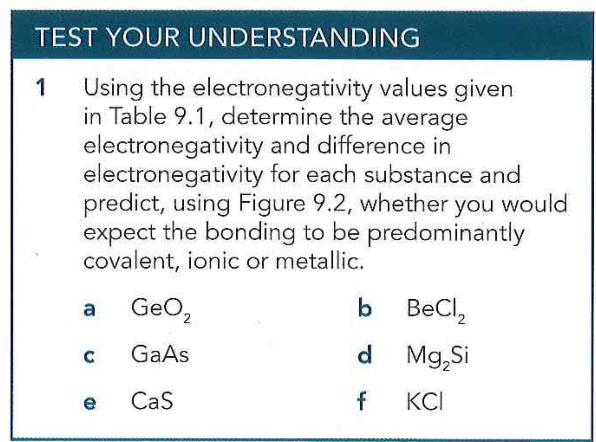 TEST YOUR UNDERSTANDING
1 Using the electronegativity values given
in Table 9.1, determine the average
electronegativity and difference in
electronegativity for each substance and
predict, using Figure 9.2, whether you would
expect the bonding to be predominantly
covalent, ionic or metallic.
a GeO₂ b BeCl₂
c GaAs d Mg₂Si
e CaS f KCl